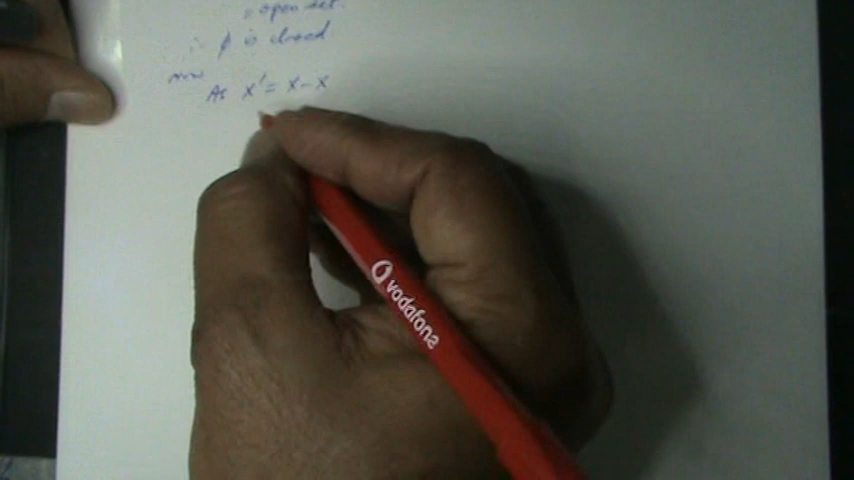 = open set.
∴ φ is closed
now
As X' = X - X
vodafone